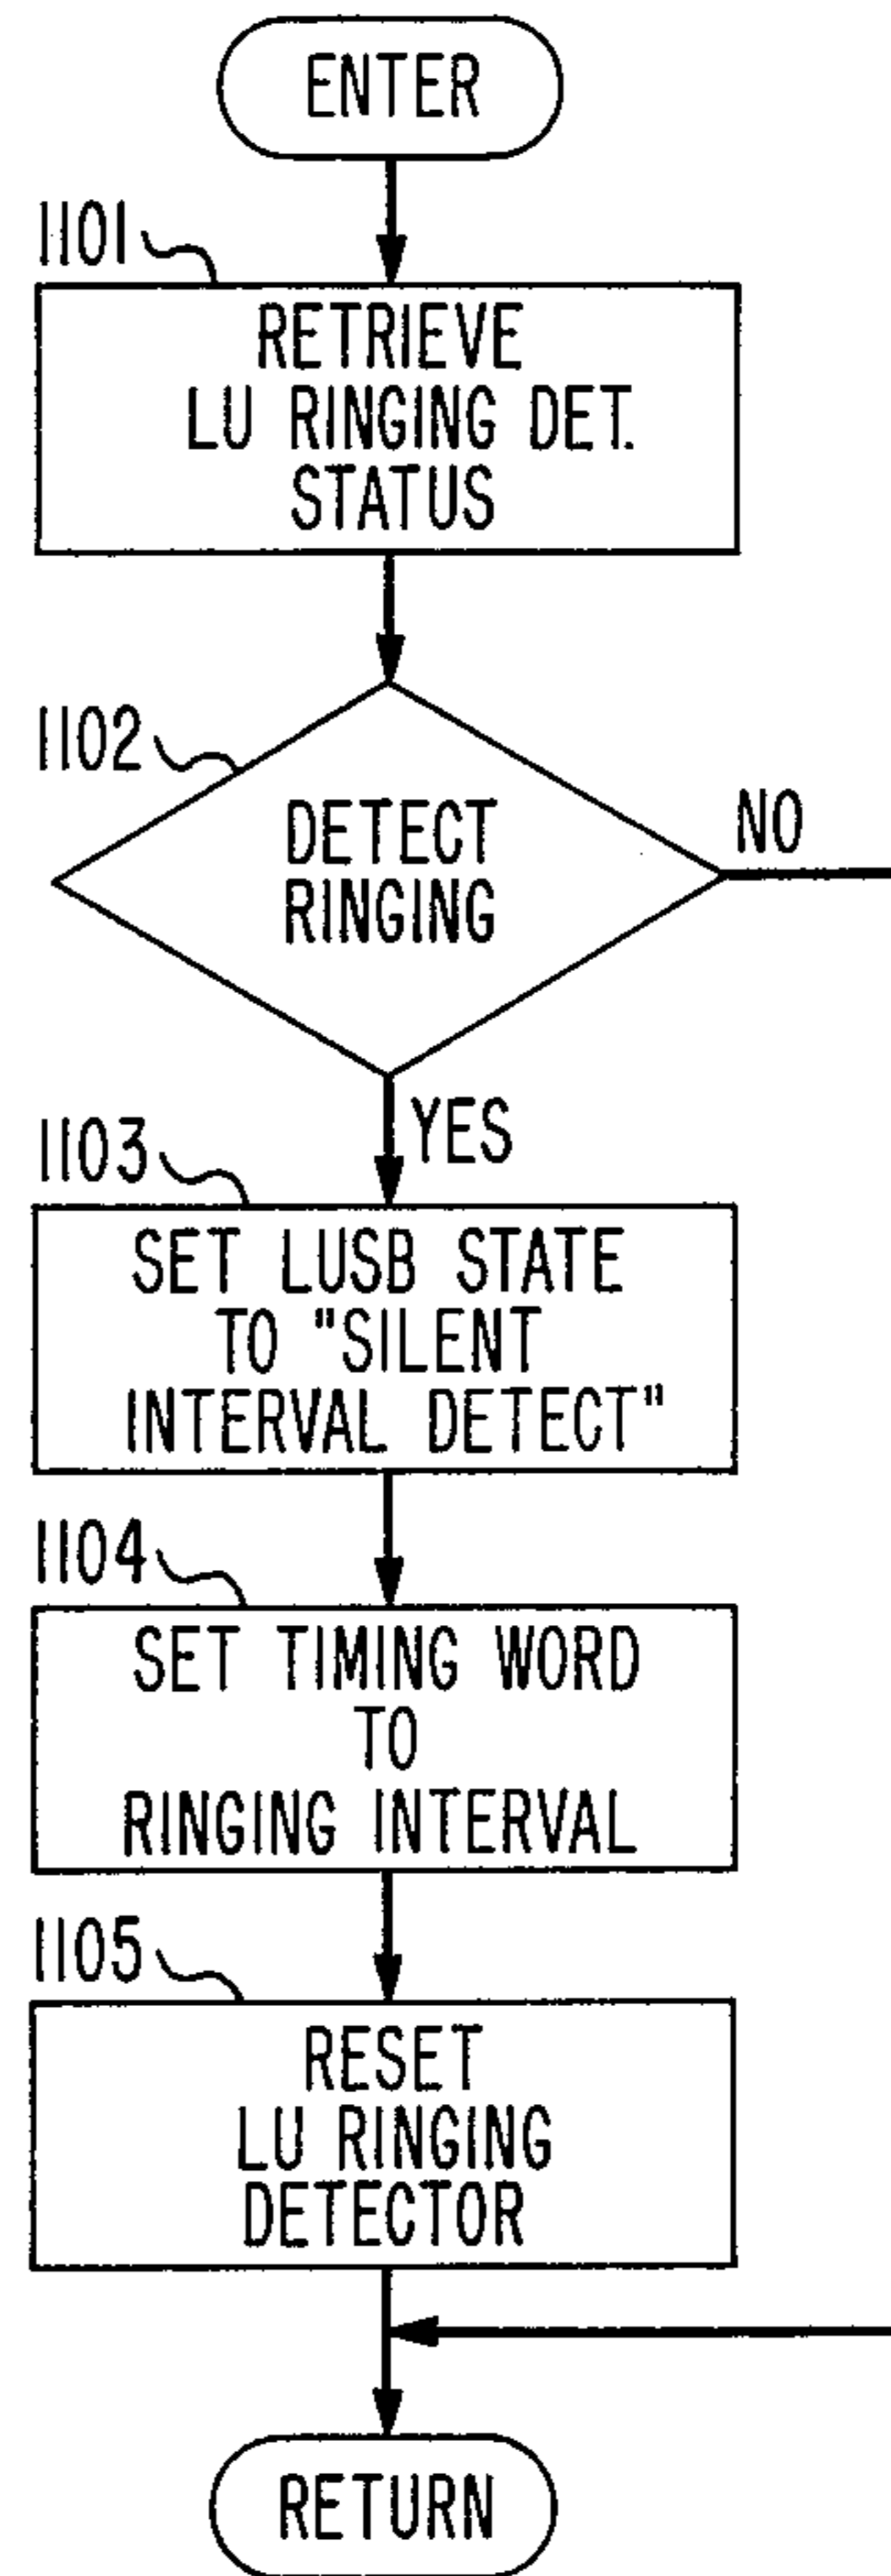 ENTER
1101
RETRIEVE
LU RINGING DET.
STATUS
1102
DETECT
RINGING
NO
YES
1103
SET LUSB STATE
TO "SILENT
INTERVAL DETECT"
1104
SET TIMING WORD
TO
RINGING INTERVAL
1105
RESET
LU RINGING
DETECTOR
RETURN